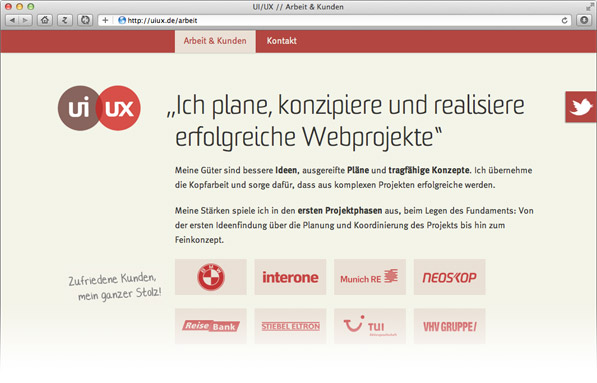 UI/UX // Arbeit & Kunden
http://uiux.de/arbeit
Arbeit & Kunden Kontakt
ui ux
„Ich plane, konzipiere und realisiere
erfolgreiche Webprojekte“
Meine Güter sind bessere Ideen, ausgereifte Pläne und tragfähige Konzepte. Ich übernehme
die Kopfarbeit und sorge dafür, dass aus komplexen Projekten erfolgreiche werden.
Meine Stärken spiele ich in den ersten Projektphasen aus, beim Legen des Fundaments: Von
der ersten Ideenfindung über die Planung und Koordinierung des Projekts bis hin zum
Feinkonzept.
Zufriedene Kunden,
mein ganzer Stolz!
BMW interone Munich RE NEOSKOP
Reise Bank STIEBEL ELTRON TUI VHV GRUPPE/